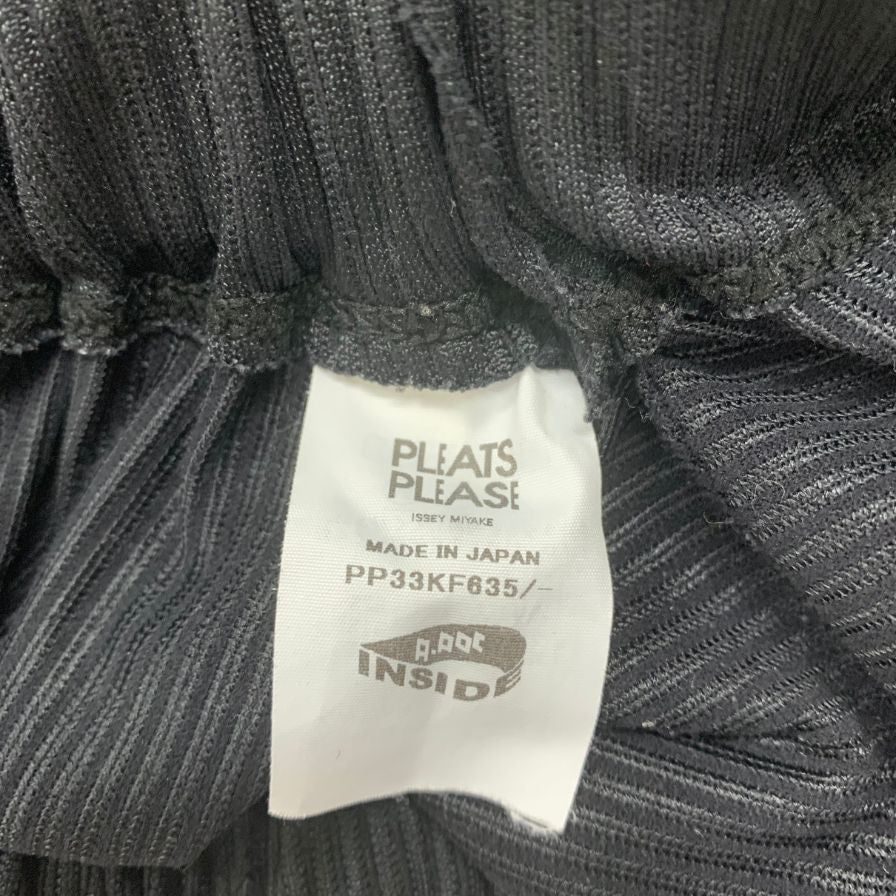 PLEATS
PLEASE
ISSEY MIYAKE
MADE IN JAPAN
PP33KF635/-
A-POC
INSIDE